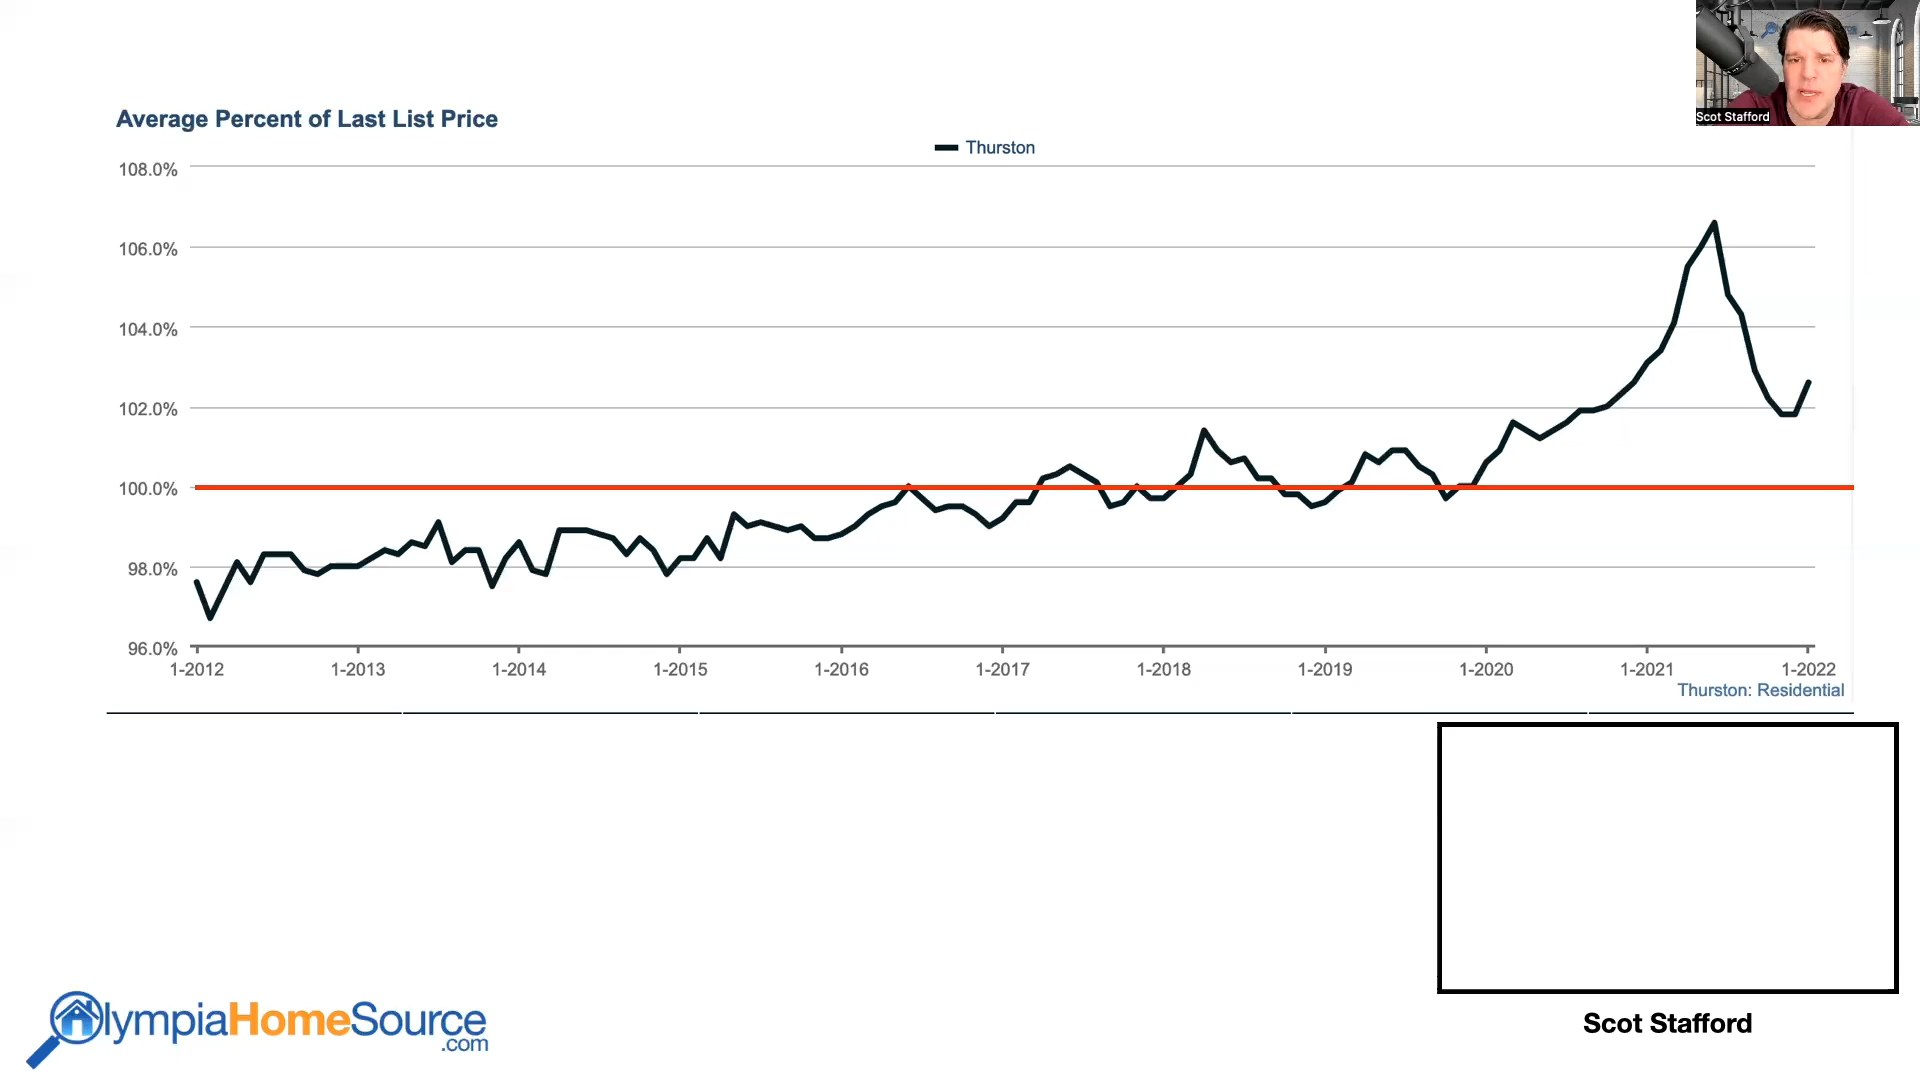 Scot Stafford
Average Percent of Last List Price
Thurston
108.0%
106.0%
104.0%
102.0%
100.0%
98.0%
96.0%
1-2012 1-2013 1-2014 1-2015 1-2016 1-2017 1-2018 1-2019 1-2020 1-2021 1-2022
Thurston: Residential
OlympiaHomeSource
.com
Scot Stafford